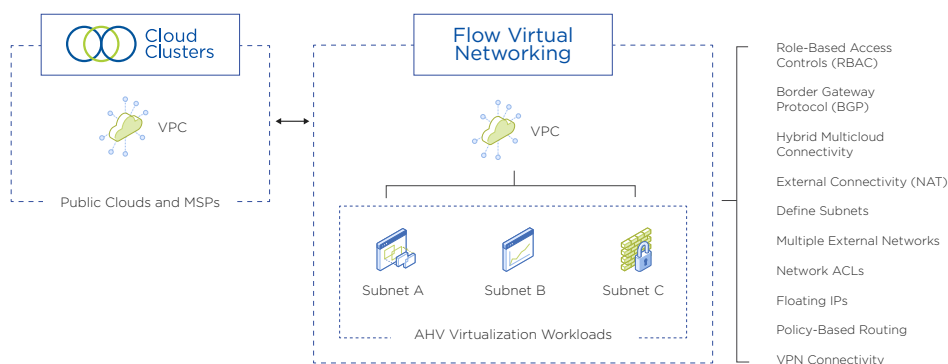 Cloud
Clusters
VPC
Public Clouds and MSPs
Flow Virtual
Networking
VPC
Subnet A
Subnet B
Subnet C
AHV Virtualization Workloads
Role-Based Access
Controls (RBAC)
Border Gateway
Protocol (BGP)
Hybrid Multicloud
Connectivity
External Connectivity (NAT)
Define Subnets
Multiple External Networks
Network ACLs
Floating IPs
Policy-Based Routing
VPN Connectivity